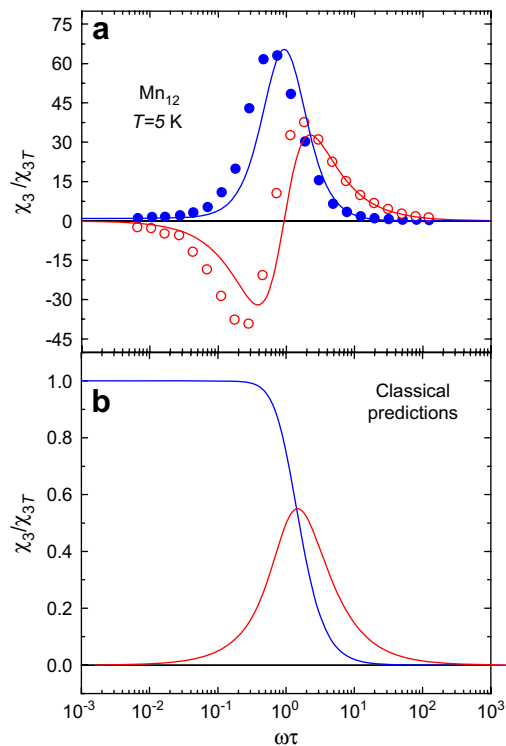 a
Mn₁₂
T=5 K
χ₃/χ₃T
75
60
45
30
15
0
-15
-30
-45
b
Classical
predictions
χ₃/χ₃T
1.0
0.8
0.6
0.4
0.2
0.0
10⁻³ 10⁻² 10⁻¹ 10⁰ 10¹ 10² 10³
ωτ